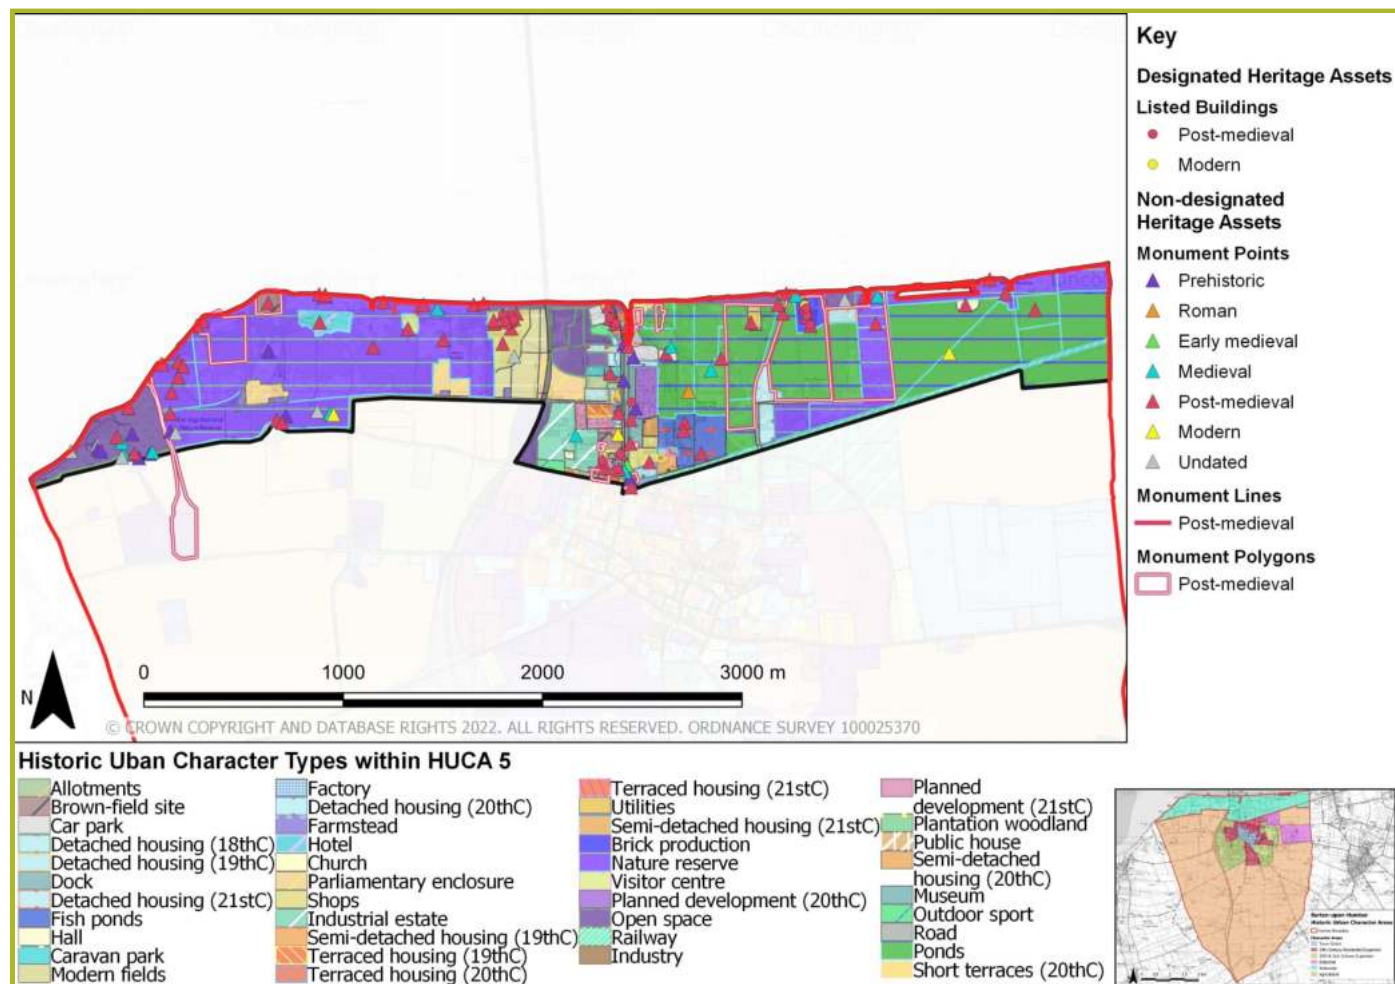 Key
Designated Heritage Assets
Listed Buildings
Post-medieval
Modern
Non-designated
Heritage Assets
Monument Points
Prehistoric
Roman
Early medieval
Medieval
Post-medieval
Modern
Undated
Monument Lines
Post-medieval
Monument Polygons
Post-medieval
N
0 1000 2000 3000 m
© CROWN COPYRIGHT AND DATABASE RIGHTS 2022. ALL RIGHTS RESERVED. ORDNANCE SURVEY 100025370
Historic Uban Character Types within HUCA 5
Allotments
Brown-field site
Car park
Detached housing (18thC)
Detached housing (19thC)
Dock
Detached housing (21stC)
Fish ponds
Hall
Caravan park
Modern fields
Factory
Detached housing (20thC)
Farmstead
Hotel
Church
Parliamentary enclosure
Shops
Industrial estate
Semi-detached housing (19thC)
Terraced housing (19thC)
Terraced housing (20thC)
Terraced housing (21stC)
Utilities
Semi-detached housing (21stC)
Brick production
Nature reserve
Visitor centre
Planned development (20thC)
Open space
Railway
Industry
Planned
development (21stC)
Plantation woodland
Public house
Semi-detached
housing (20thC)
Museum
Outdoor sport
Road
Ponds
Short terraces (20thC)
Barton-upon-Humber
Historic Urban Character Areas